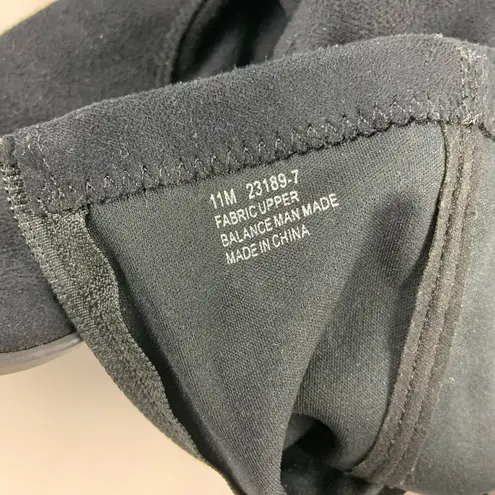 11M 23189-7
FABRIC UPPER
BALANCE MAN MADE
MADE IN CHINA